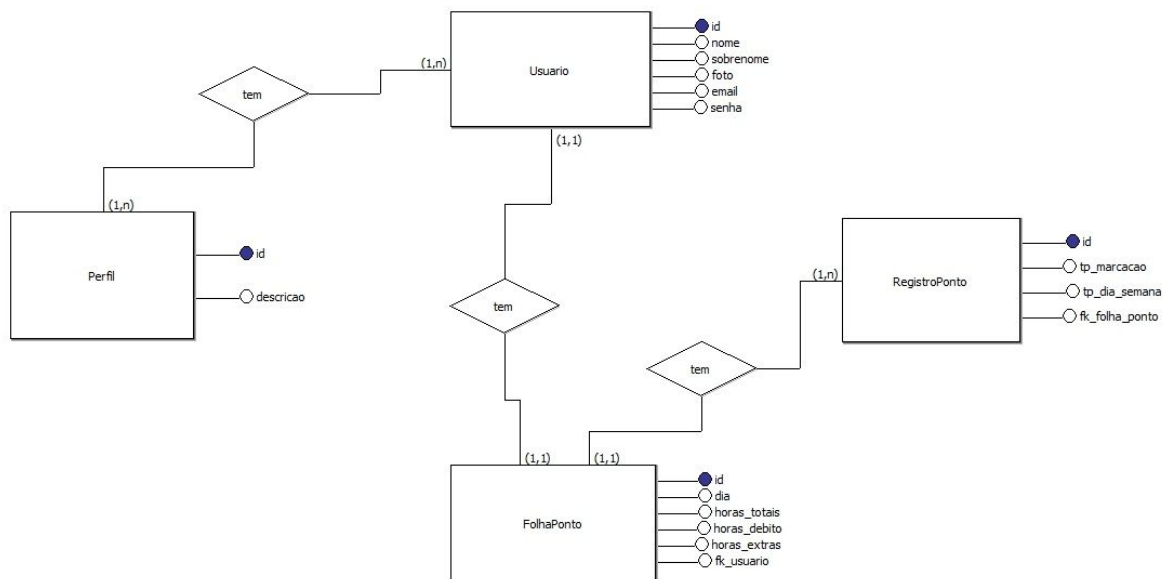 Usuario
id
nome
sobrenome
foto
email
senha
(1,n)
tem
(1,1)
(1,n)
Perfil
id
descricao
tem
RegistroPonto
id
tp_marcacao
tp_dia_semana
fk_folha_ponto
(1,n)
tem
(1,1)
(1,1)
FolhaPonto
id
dia
horas_totais
horas_debito
horas_extras
fk_usuario